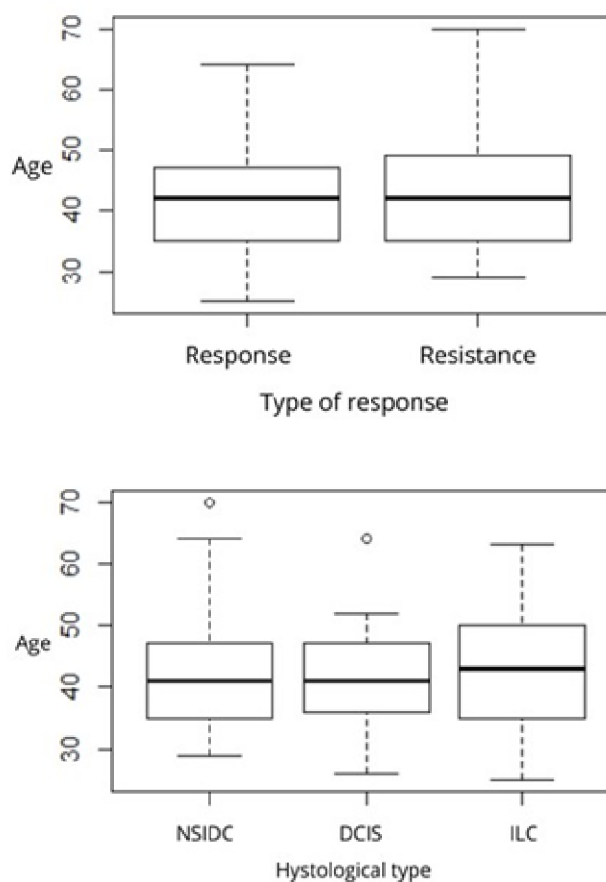 70
60
50
40
30
Age
Response Resistance
Type of response
70
60
50
40
30
Age
NSIDC DCIS ILC
Hystological type